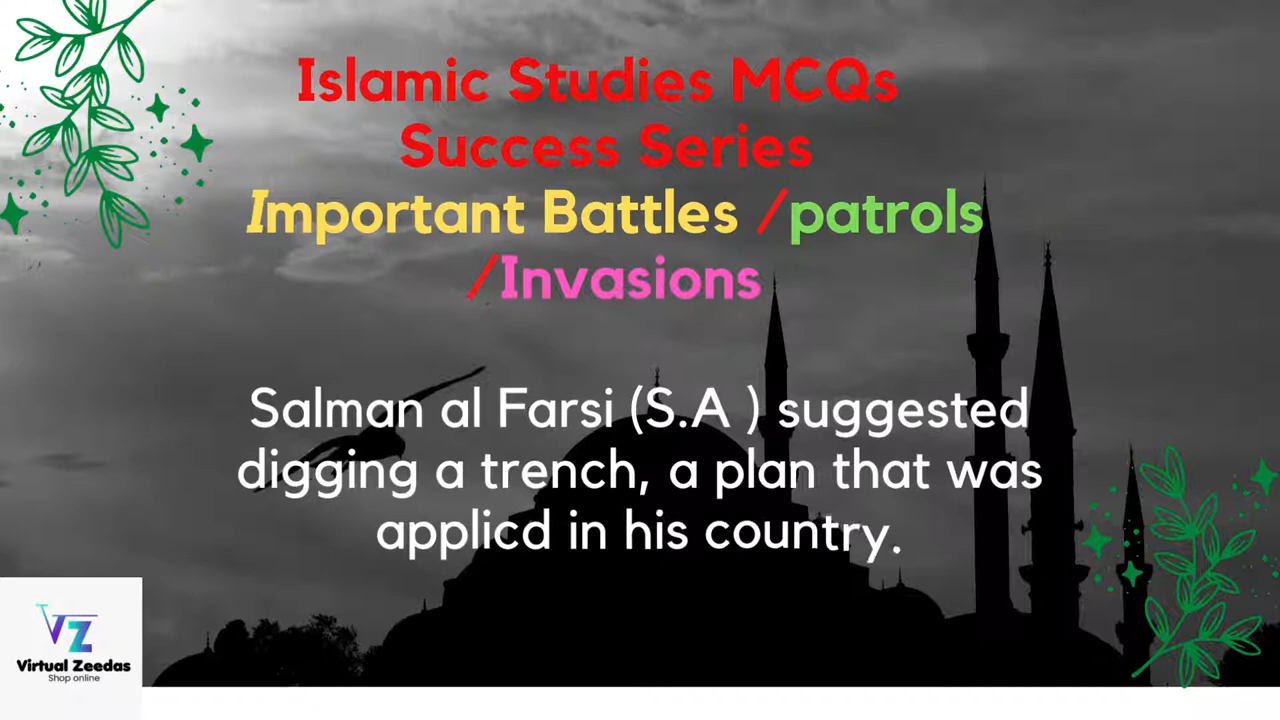 Islamic Studies MCQs
Success Series
Important Battles /patrols
/Invasions
Salman al Farsi (S.A ) suggested
digging a trench, a plan that was
applicd in his country.
VZ
Virtual Zeedas
Shop online